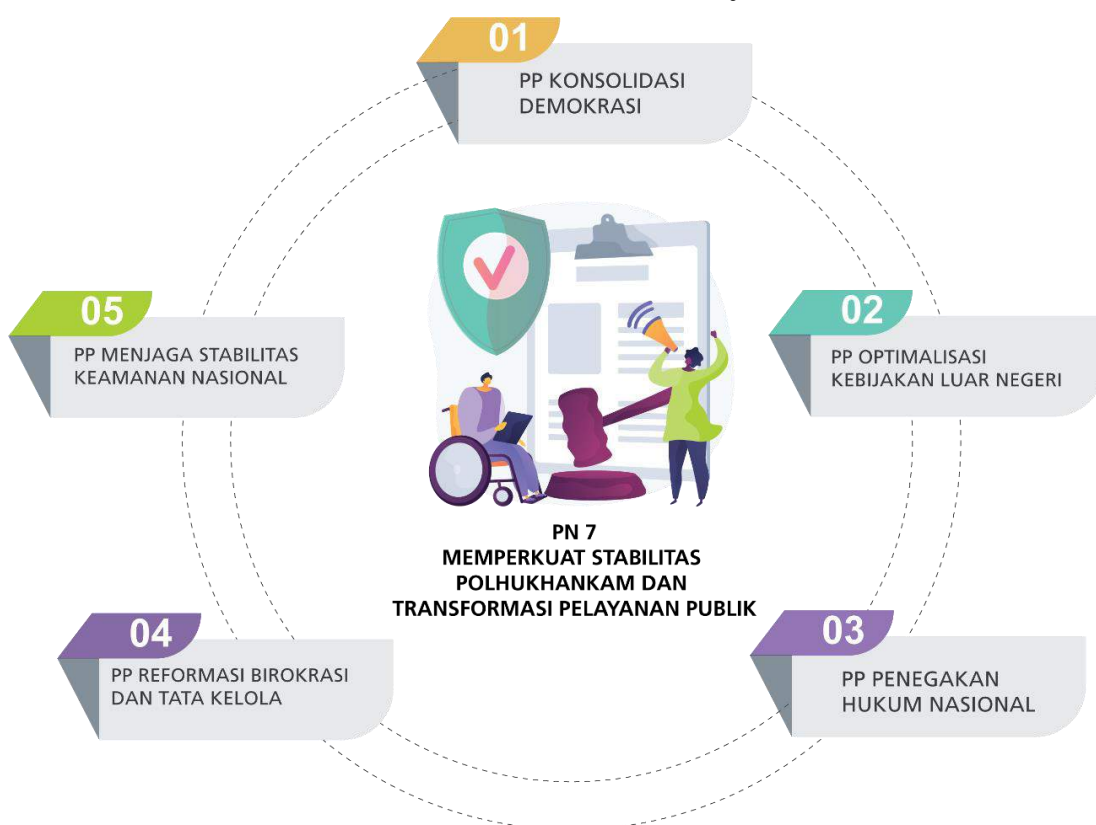 01
PP KONSOLIDASI
DEMOKRASI
02
PP OPTIMALISASI
KEBIJAKAN LUAR NEGERI
03
PP PENEGAKAN
HUKUM NASIONAL
04
PP REFORMASI BIROKRASI
DAN TATA KELOLA
05
PP MENJAGA STABILITAS
KEAMANAN NASIONAL
PN 7
MEMPERKUAT STABILITAS
POLHUKHANKAM DAN
TRANSFORMASI PELAYANAN PUBLIK